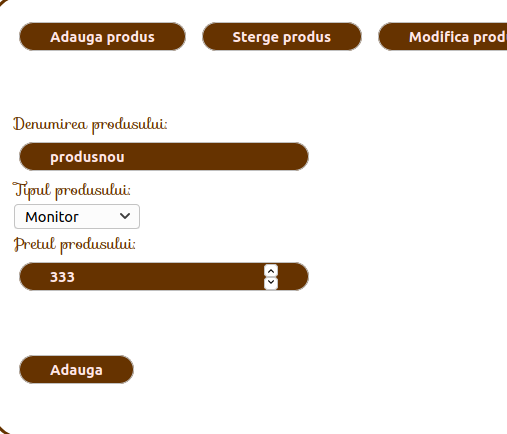 Adauga produs Sterge produs Modifica prod
Denumirea produsului:
produsnou
Tipul produsului:
Monitor
Pretul produsului:
333
Adauga